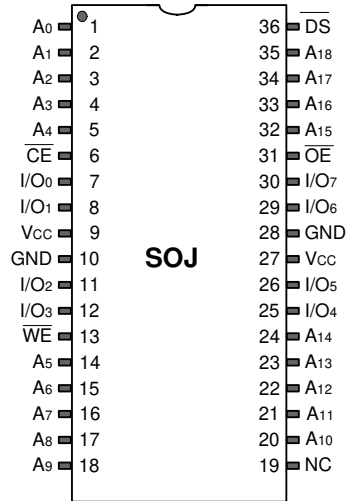 A0 1 36 DS
A1 2 35 A18
A2 3 34 A17
A3 4 33 A16
A4 5 32 A15
CE 6 31 OE
I/O0 7 30 I/O7
I/O1 8 29 I/O6
VCC 9 28 GND
GND 10 SOJ 27 VCC
I/O2 11 26 I/O5
I/O3 12 25 I/O4
WE 13 24 A14
A5 14 23 A13
A6 15 22 A12
A7 16 21 A11
A8 17 20 A10
A9 18 19 NC